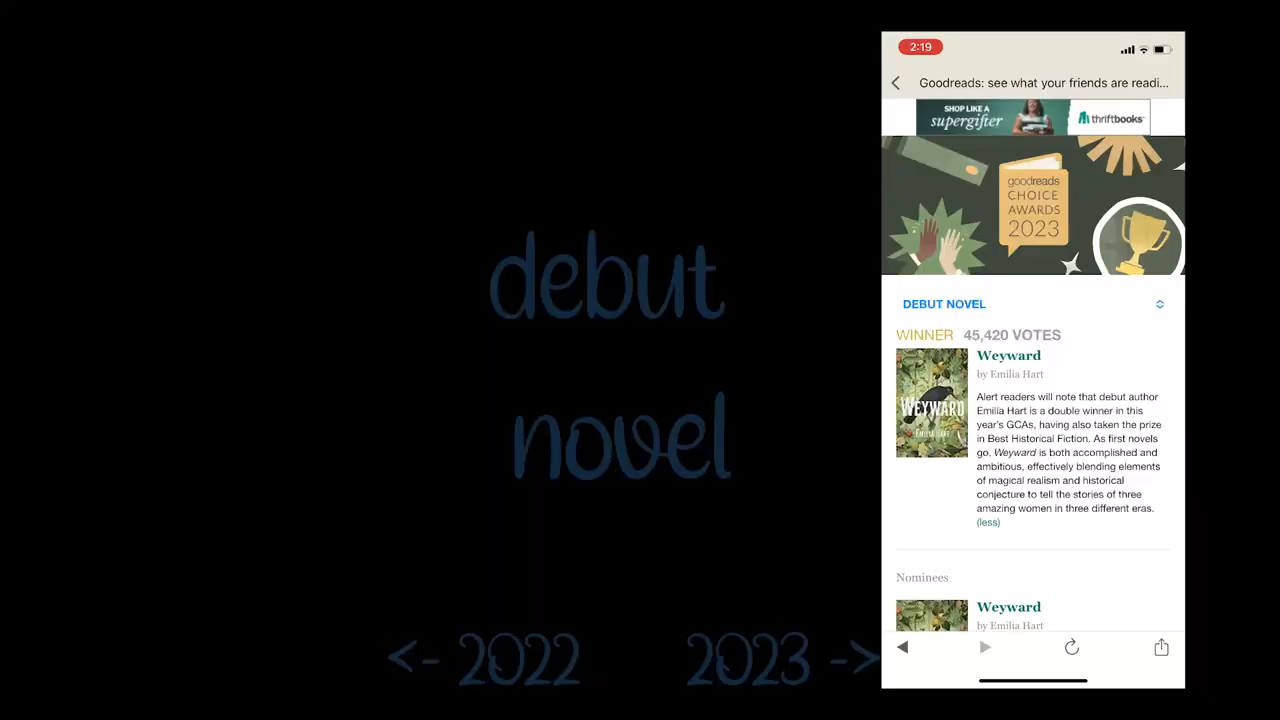 debut
novel
<- 2022
2023 ->
2:19
Goodreads: see what your friends are readi...
SHOP LIKE A
supergifter
thriftbooks
goodreads
CHOICE
AWARDS
2023
DEBUT NOVEL
WINNER 45,420 VOTES
WEYWARD
EMILIA HART
Weyward
by Emilia Hart
Alert readers will note that debut author
Emilia Hart is a double winner in this
year's GCAs, having also taken the prize
in Best Historical Fiction. As first novels
go, Weyward is both accomplished and
ambitious, effectively blending elements
of magical realism and historical
conjecture to tell the stories of three
amazing women in three different eras.
(less)
Nominees
Weyward
by Emilia Hart